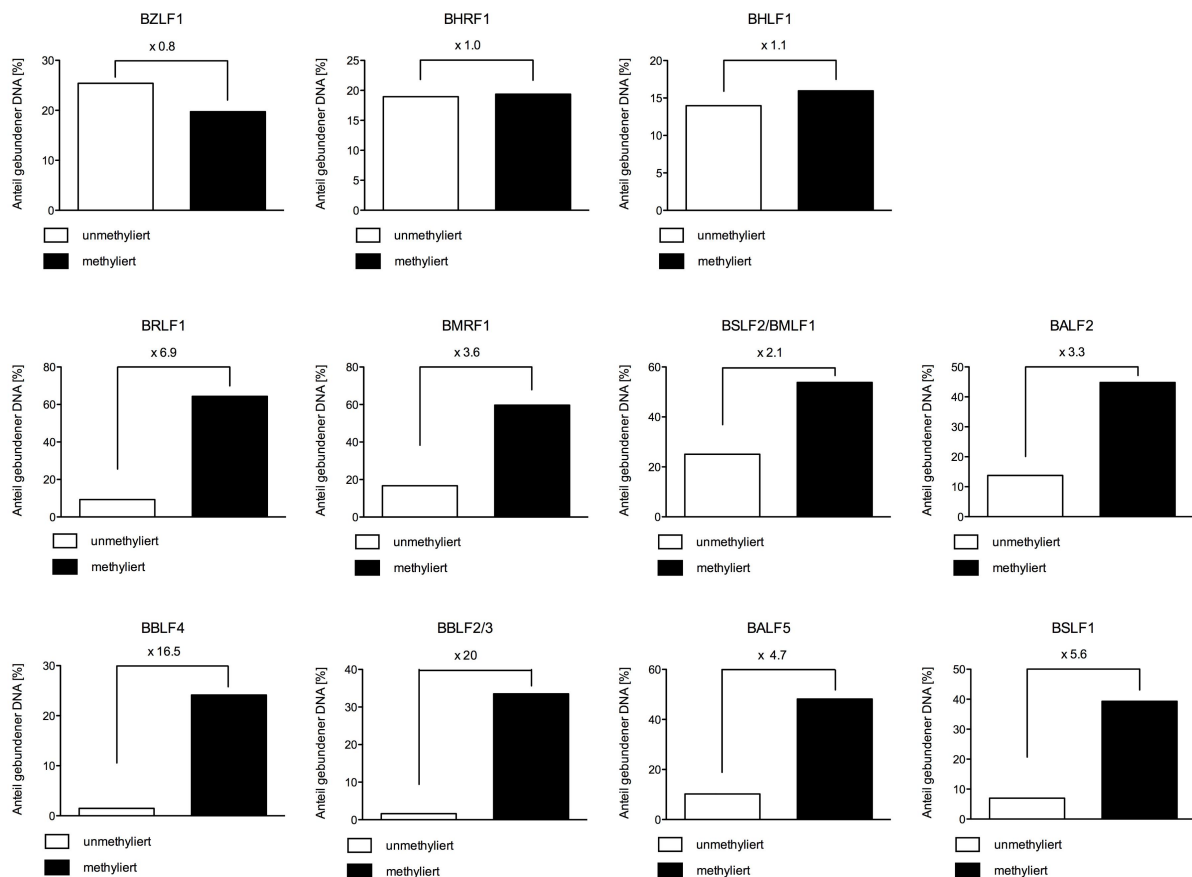 BZLF1
x 0.8
Anteil gebundener DNA [%]
30
20
10
0
unmethyliert
methyliert
BHRF1
x 1.0
Anteil gebundener DNA [%]
25
20
15
10
5
0
unmethyliert
methyliert
BHLF1
x 1.1
Anteil gebundener DNA [%]
20
15
10
5
0
unmethyliert
methyliert
BRLF1
x 6.9
Anteil gebundener DNA [%]
80
60
40
20
0
unmethyliert
methyliert
BMRF1
x 3.6
Anteil gebundener DNA [%]
80
60
40
20
0
unmethyliert
methyliert
BSLF2/BMLF1
x 2.1
Anteil gebundener DNA [%]
60
40
20
0
unmethyliert
methyliert
BALF2
x 3.3
Anteil gebundener DNA [%]
50
40
30
20
10
0
unmethyliert
methyliert
BBLF4
x 16.5
Anteil gebundener DNA [%]
30
20
10
0
unmethyliert
methyliert
BBLF2/3
x 20
Anteil gebundener DNA [%]
40
30
20
10
0
unmethyliert
methyliert
BALF5
x 4.7
Anteil gebundener DNA [%]
60
40
20
0
unmethyliert
methyliert
BSLF1
x 5.6
Anteil gebundener DNA [%]
50
40
30
20
10
0
unmethyliert
methyliert